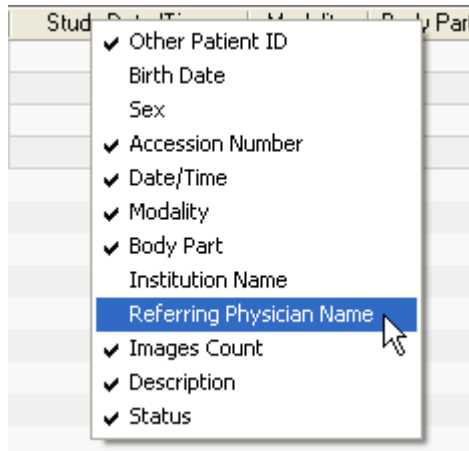 Stud
Other Patient ID
Birth Date
Sex
Accession Number
Date/Time
Modality
Body Part
Institution Name
Referring Physician Name
Images Count
Description
Status